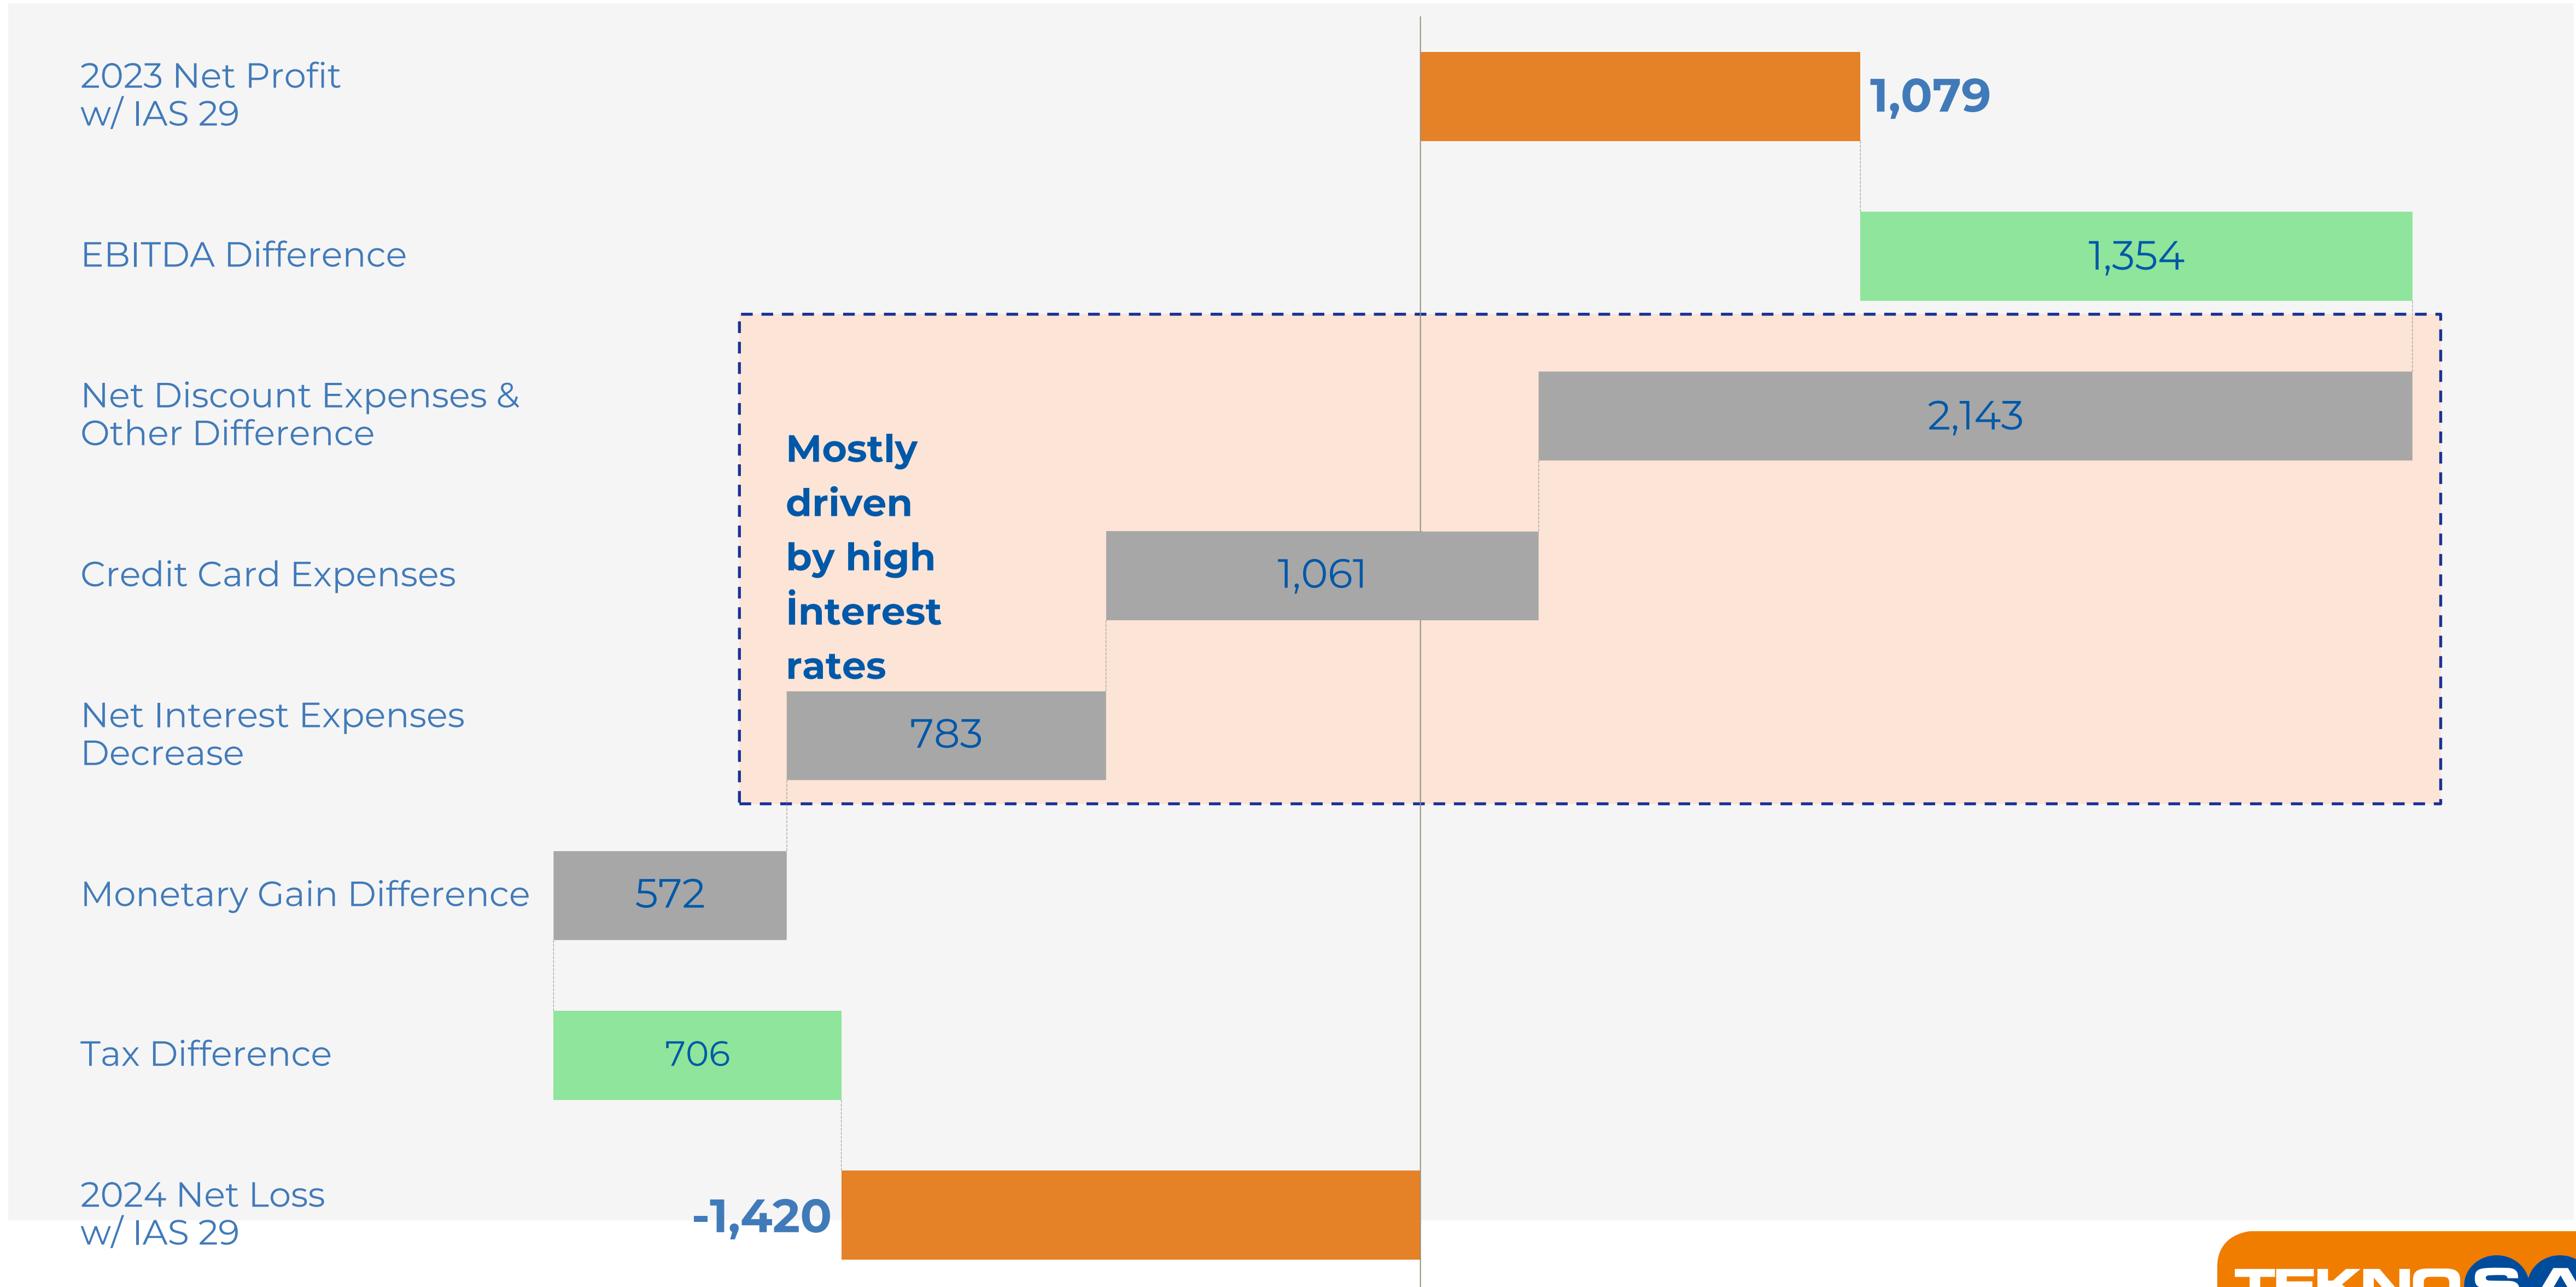 2023 Net Profit
w/ IAS 29
1,079
EBITDA Difference
1,354
Net Discount Expenses &
Other Difference
2,143
Mostly
driven
by high
İnterest
rates
Credit Card Expenses
1,061
Net Interest Expenses
Decrease
783
Monetary Gain Difference
572
Tax Difference
706
2024 Net Loss
w/ IAS 29
-1,420
TEKNOSA